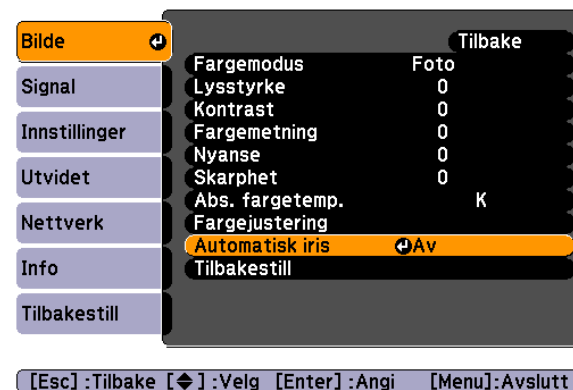 Bilde
Signal
Innstillinger
Utvidet
Nettverk
Info
Tilbakestill
Tilbake
Fargemodus Foto
Lysstyrke 0
Kontrast 0
Fargemetning 0
Nyanse 0
Skarphet 0
Abs. fargetemp. K
Fargejustering
Automatisk iris Av
Tilbakestill
[Esc] :Tilbake [◆] :Velg [Enter] :Angi [Menu]:Avslutt